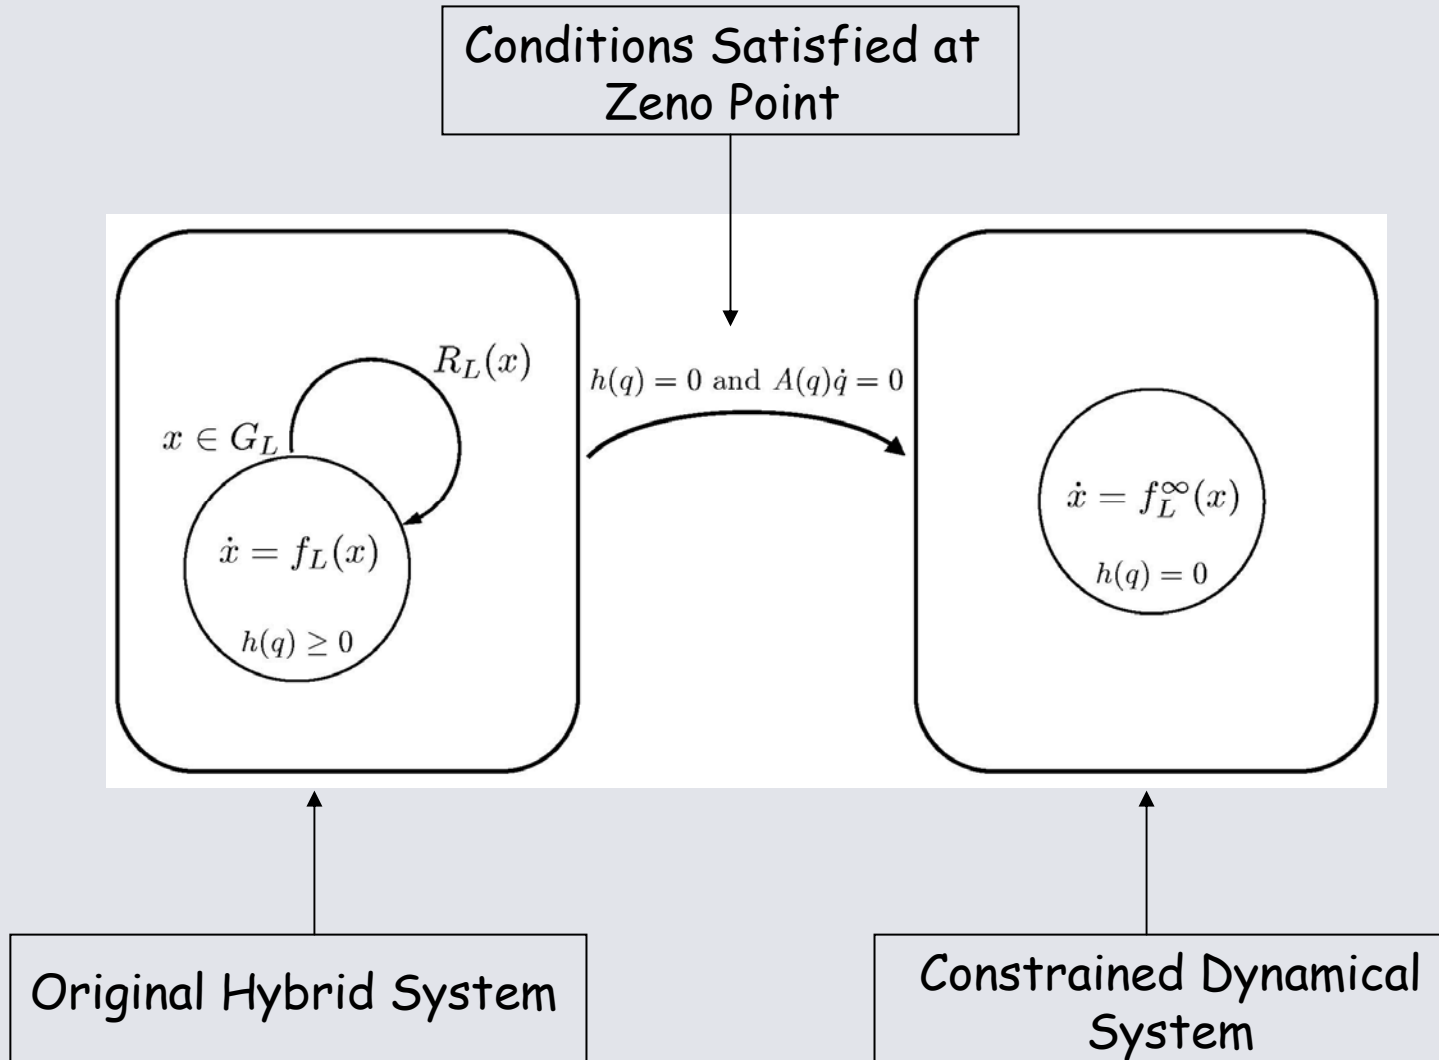 Conditions Satisfied at
Zeno Point
R_L(x)
h(q) = 0 and A(q)q̇ = 0
x ∈ G_L
ẋ = f_L(x)
h(q) ≥ 0
ẋ = f_L^∞(x)
h(q) = 0
Original Hybrid System
Constrained Dynamical
System